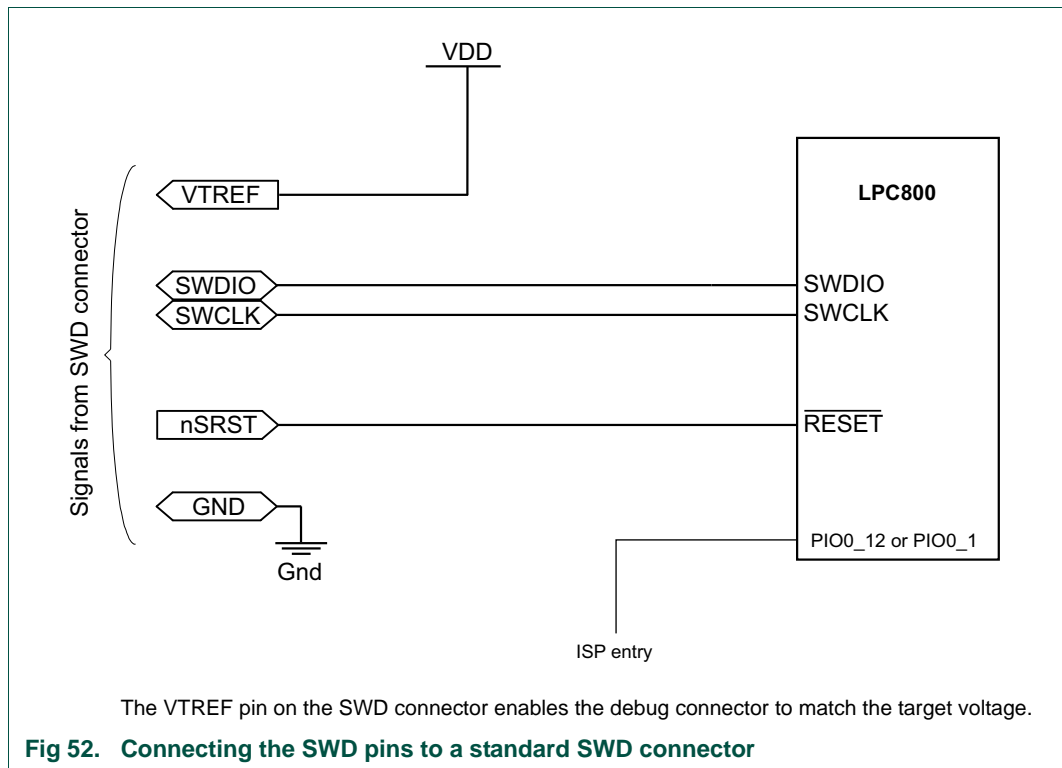 VDD
VTREF
LPC800
SWDIO
SWDIO
SWCLK
SWCLK
Signals from SWD connector
nSRST
RESET
GND
PIO0_12 or PIO0_1
Gnd
ISP entry
The VTREF pin on the SWD connector enables the debug connector to match the target voltage.
Fig 52. Connecting the SWD pins to a standard SWD connector